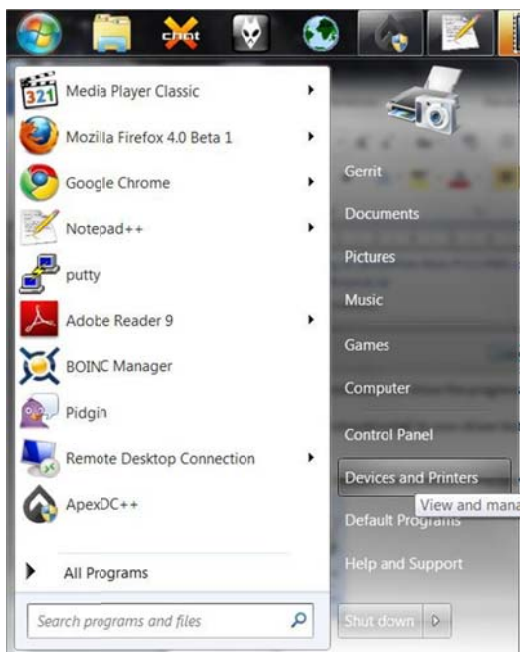 chat
321
Media Player Classic
Mozilla Firefox 4.0 Beta 1
Google Chrome
Notepad++
putty
Adobe Reader 9
BOINC Manager
Pidgin
Remote Desktop Connection
ApexDC++
All Programs
Search programs and files
Gerrit
Documents
Pictures
Music
Games
Computer
Control Panel
Devices and Printers
View and mana
Default Programs
Help and Support
Shut down